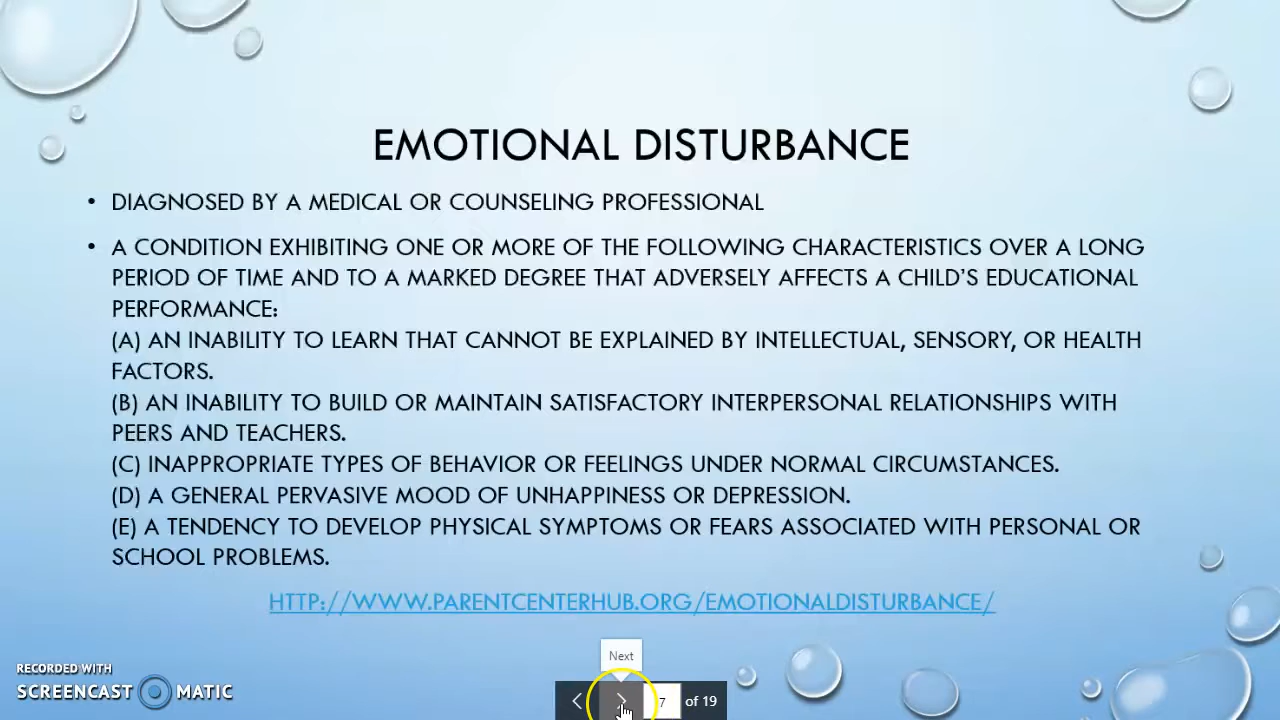 EMOTIONAL DISTURBANCE
• DIAGNOSED BY A MEDICAL OR COUNSELING PROFESSIONAL
• A CONDITION EXHIBITING ONE OR MORE OF THE FOLLOWING CHARACTERISTICS OVER A LONG
PERIOD OF TIME AND TO A MARKED DEGREE THAT ADVERSELY AFFECTS A CHILD'S EDUCATIONAL
PERFORMANCE:
(A) AN INABILITY TO LEARN THAT CANNOT BE EXPLAINED BY INTELLECTUAL, SENSORY, OR HEALTH
FACTORS.
(B) AN INABILITY TO BUILD OR MAINTAIN SATISFACTORY INTERPERSONAL RELATIONSHIPS WITH
PEERS AND TEACHERS.
(C) INAPPROPRIATE TYPES OF BEHAVIOR OR FEELINGS UNDER NORMAL CIRCUMSTANCES.
(D) A GENERAL PERVASIVE MOOD OF UNHAPPINESS OR DEPRESSION.
(E) A TENDENCY TO DEVELOP PHYSICAL SYMPTOMS OR FEARS ASSOCIATED WITH PERSONAL OR
SCHOOL PROBLEMS.
HTTP://WWW.PARENTCENTERHUB.ORG/EMOTIONALDISTURBANCE/
Next
7 of 19
RECORDED WITH
SCREENCAST MATIC